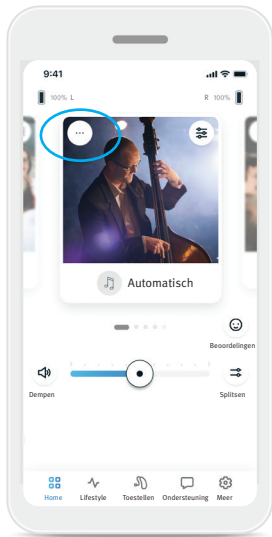 9:41
100% L
R 100%
Automatisch
Beoordelingen
Dempen
Splitsen
Home
Lifestyle
Toestellen
Ondersteuning
Meer